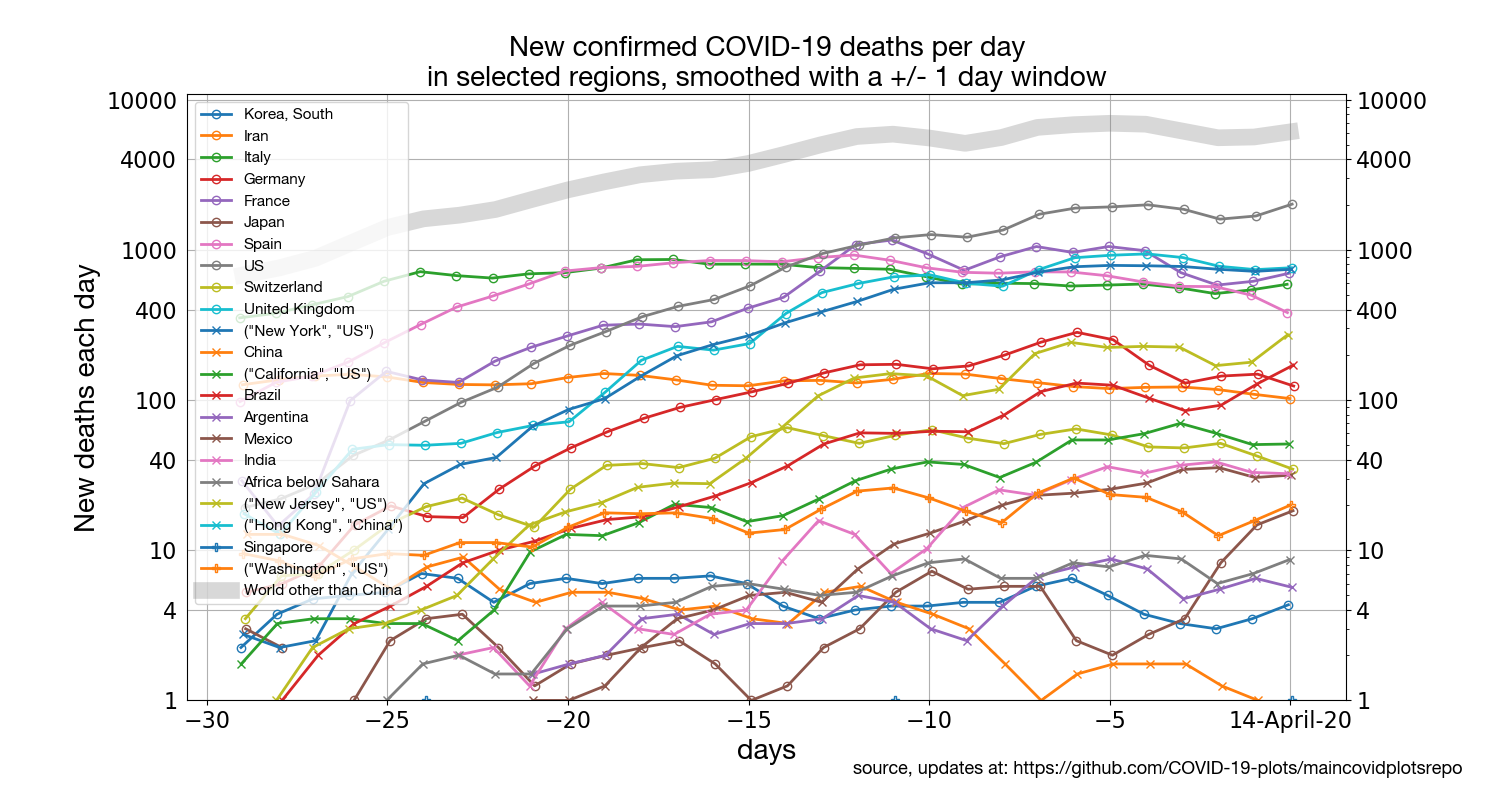 New confirmed COVID-19 deaths per day
in selected regions, smoothed with a +/- 1 day window
New deaths each day
10000
4000
1000
400
100
40
10
4
1
Korea, South
Iran
Italy
Germany
France
Japan
Spain
US
Switzerland
United Kingdom
("New York", "US")
China
("California", "US")
Brazil
Argentina
Mexico
India
Africa below Sahara
("New Jersey", "US")
("Hong Kong", "China")
Singapore
("Washington", "US")
World other than China
10000
4000
1000
400
100
40
10
4
1
−30 −25 −20 −15 −10 −5 14-April-20
days
source, updates at: https://github.com/COVID-19-plots/maincovidplotsrepo